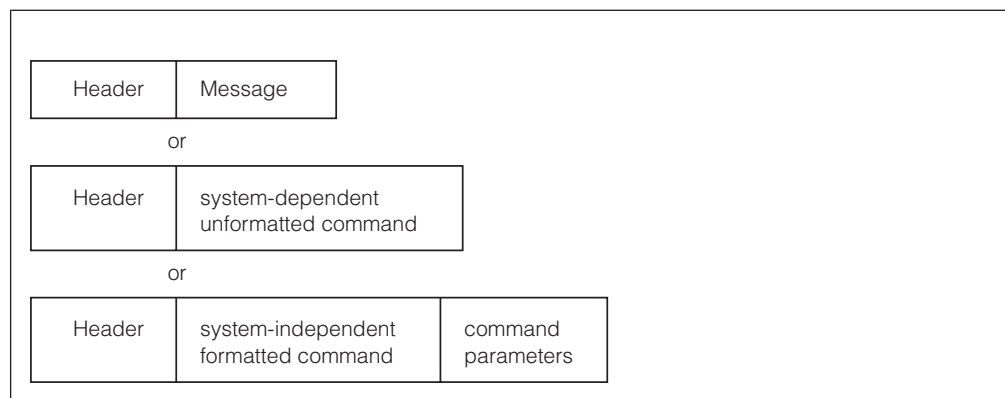 Header Message
or
Header system-dependent
unformatted command
or
Header system-independent command
formatted command parameters